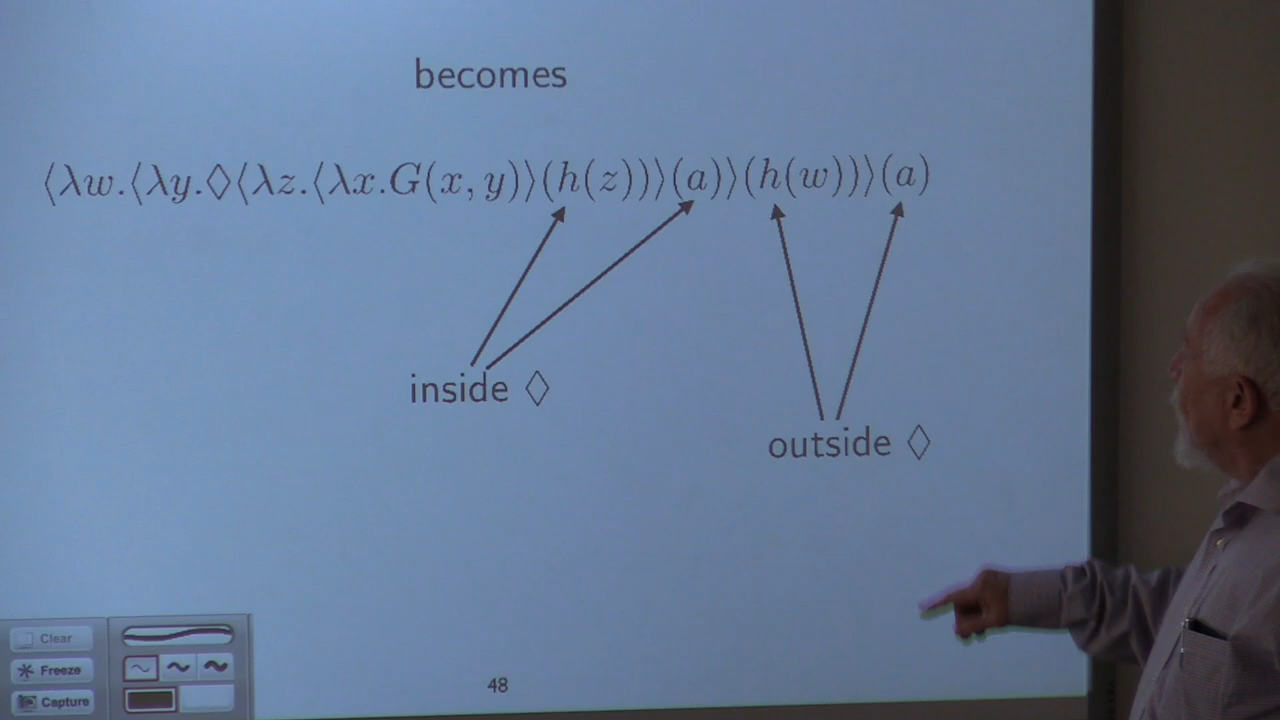 becomes
⟨λw.⟨λy.◊⟨λz.⟨λx.G(x, y)⟩(h(z))⟩(a)⟩(h(w))⟩(a)
inside ◊
outside ◊
Clear
Freeze
Capture
48